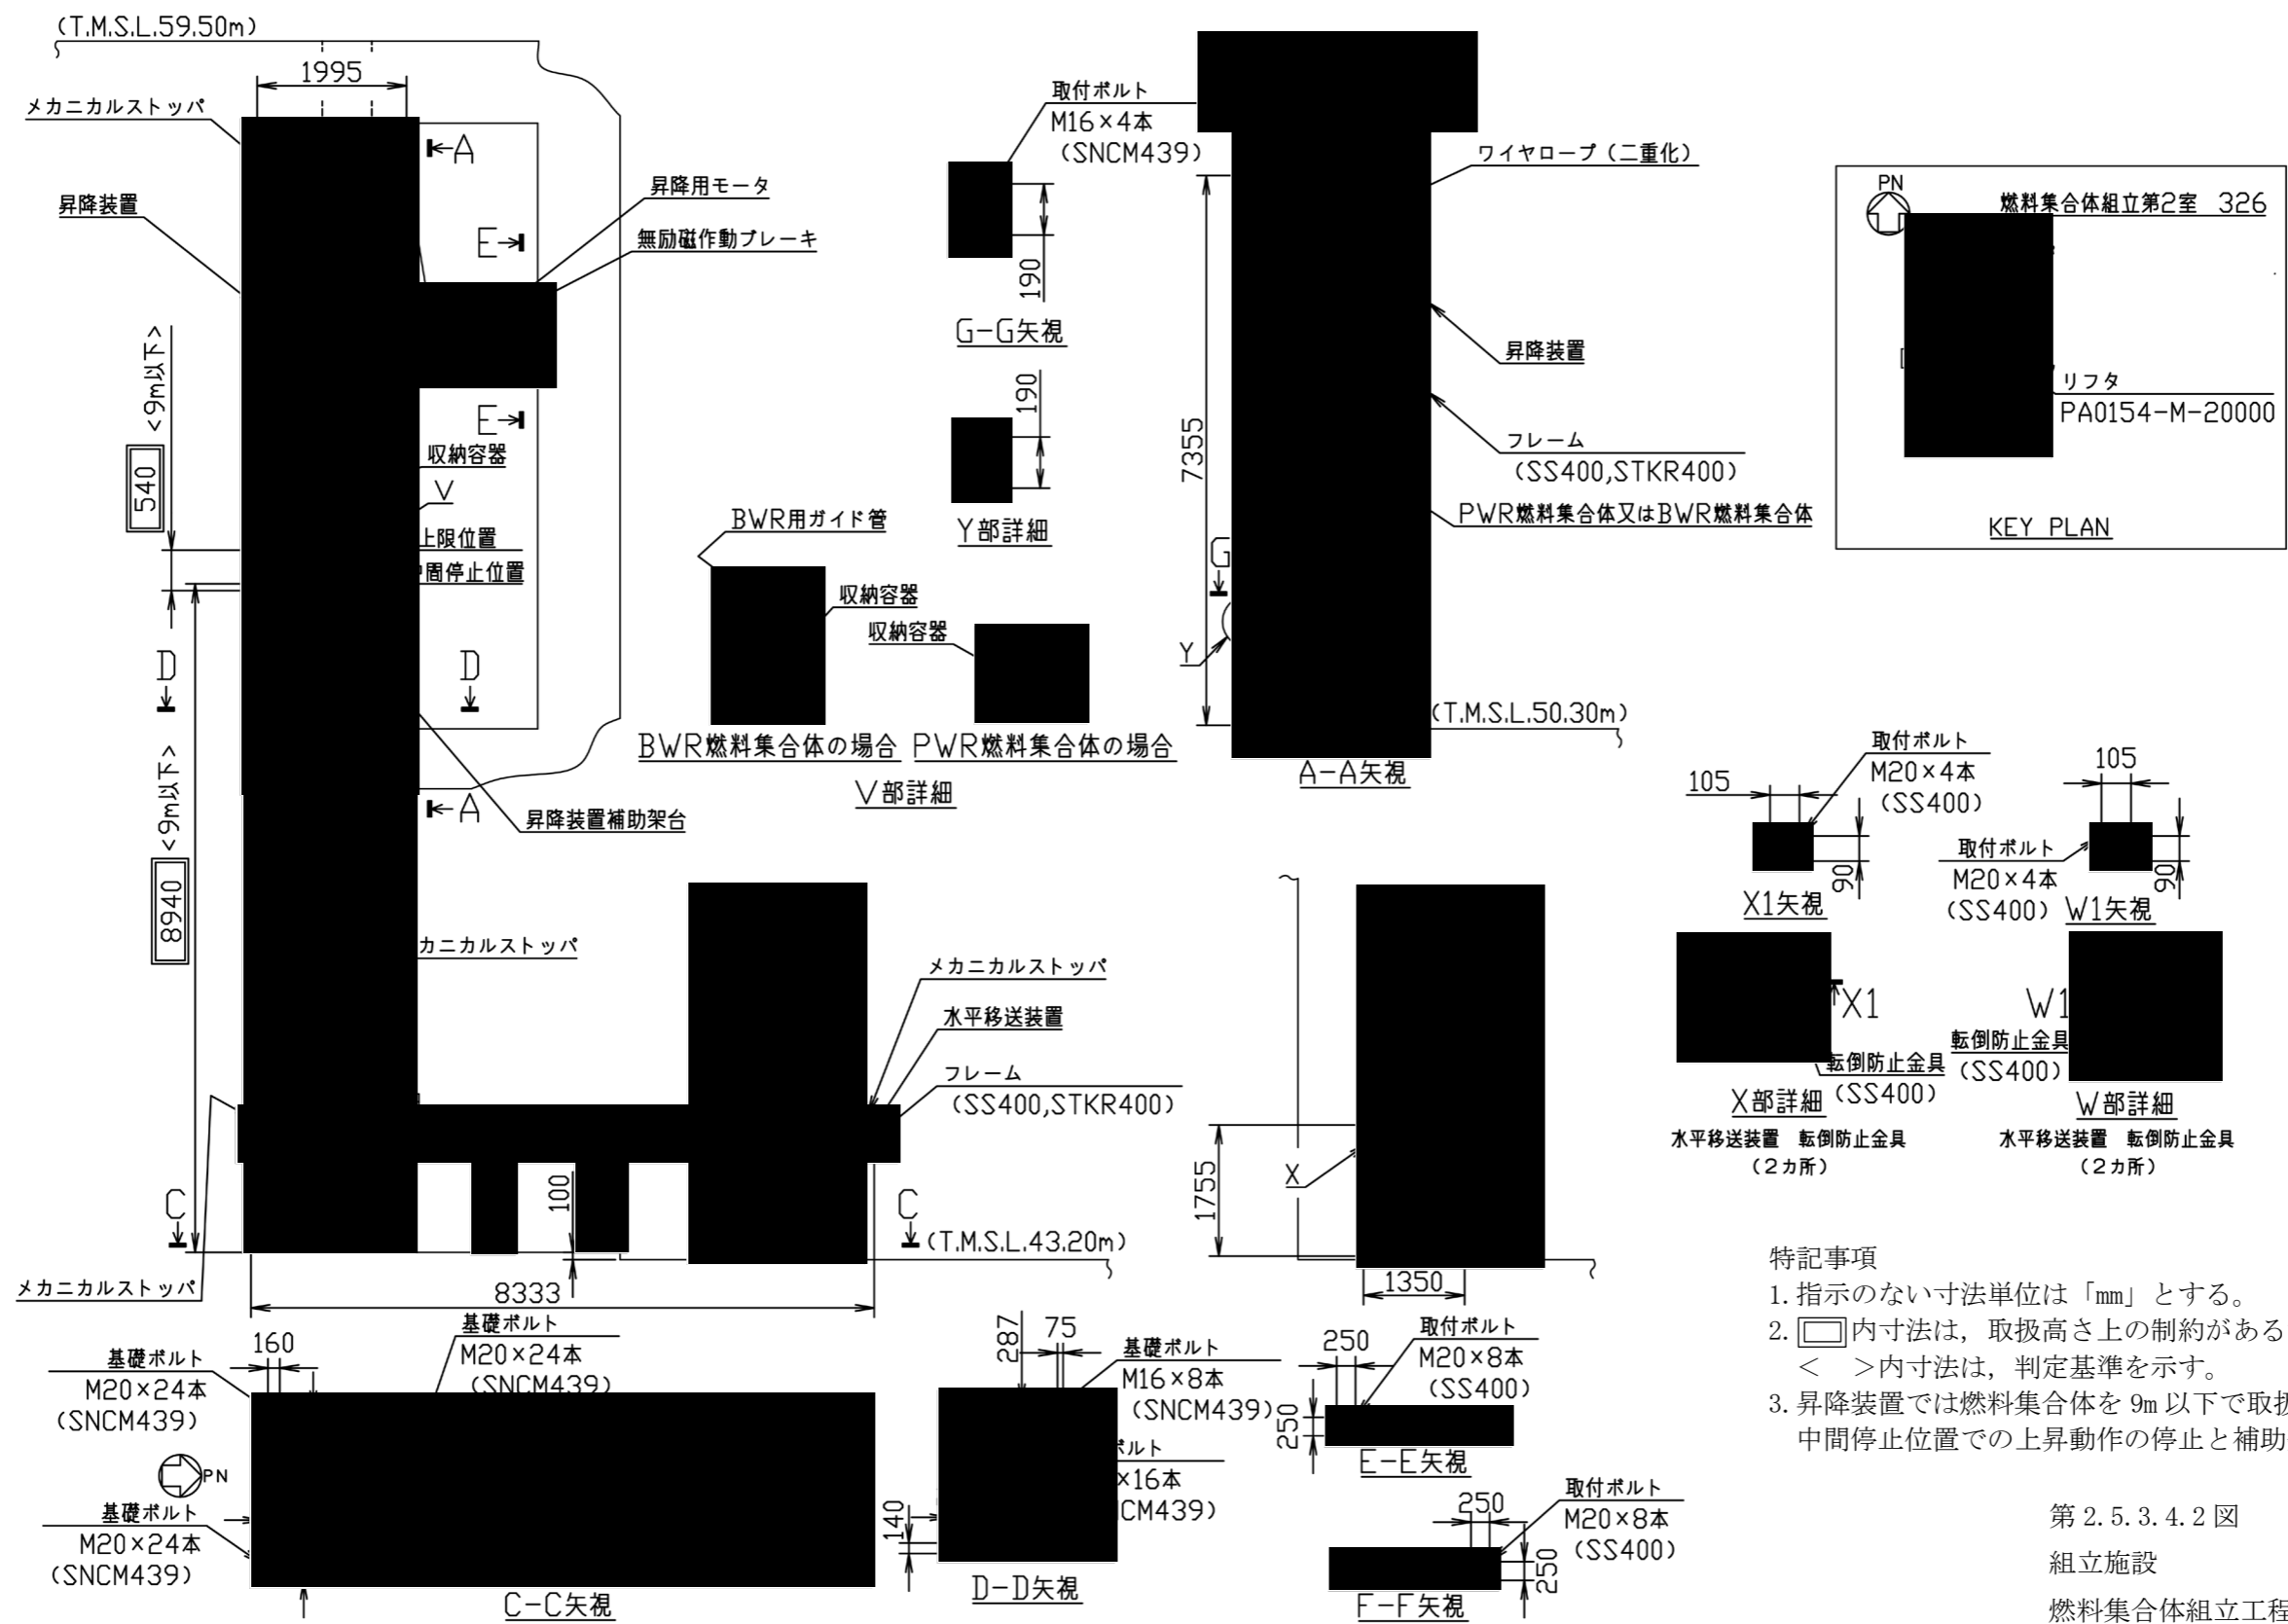 (T.M.S.L.59.50m)
1995
メカニカルストッパ
A
昇降装置
昇降用モータ
E
無励磁作動ブレーキ
<9m以下>
540
E
収納容器
V
上限位置
間停止位置
D
D
<9m以下>
8940
A
昇降装置補助架台
カニカルストッパ
メカニカルストッパ
水平移送装置
フレーム
(SS400,STKR400)
C
100
C
(T.M.S.L.43.20m)
メカニカルストッパ
8333
取付ボルト
M16×4本
(SNCM439)
190
G-G矢視
190
Y部詳細
BWR用ガイド管
収納容器
収納容器
BWR燃料集合体の場合
PWR燃料集合体の場合
V部詳細
ワイヤロープ（二重化）
昇降装置
7355
フレーム
(SS400,STKR400)
PWR燃料集合体又はBWR燃料集合体
G
Y
(T.M.S.L.50.30m)
A-A矢視
PN
燃料集合体組立第2室 326
リフタ
PA0154-M-20000
KEY PLAN
取付ボルト
M20×4本
(SS400)
105
90
X1矢視
105
取付ボルト
M20×4本
(SS400)
90
W1矢視
X1
転倒防止金具
(SS400)
X部詳細
水平移送装置 転倒防止金具
（2カ所）
W1
転倒防止金具
(SS400)
W部詳細
水平移送装置 転倒防止金具
（2カ所）
1755
X
1350
160
基礎ボルト
M20×24本
(SNCM439)
基礎ボルト
M20×24本
(SNCM439)
PN
基礎ボルト
M20×24本
(SNCM439)
C-C矢視
287
75
基礎ボルト
M16×8本
(SNCM439)
ボルト
×16本
CM439)
140
D-D矢視
250
取付ボルト
M20×8本
(SS400)
250
E-E矢視
250
取付ボルト
M20×8本
(SS400)
250
F-F矢視
特記事項
1.指示のない寸法単位は「mm」とする。
2. 内寸法は，取扱高さ上の制約がある
< >内寸法は，判定基準を示す。
3.昇降装置では燃料集合体を9m以下で取扱
中間停止位置での上昇動作の停止と補助
第2.5.3.4.2図
組立施設
燃料集合体組立工程